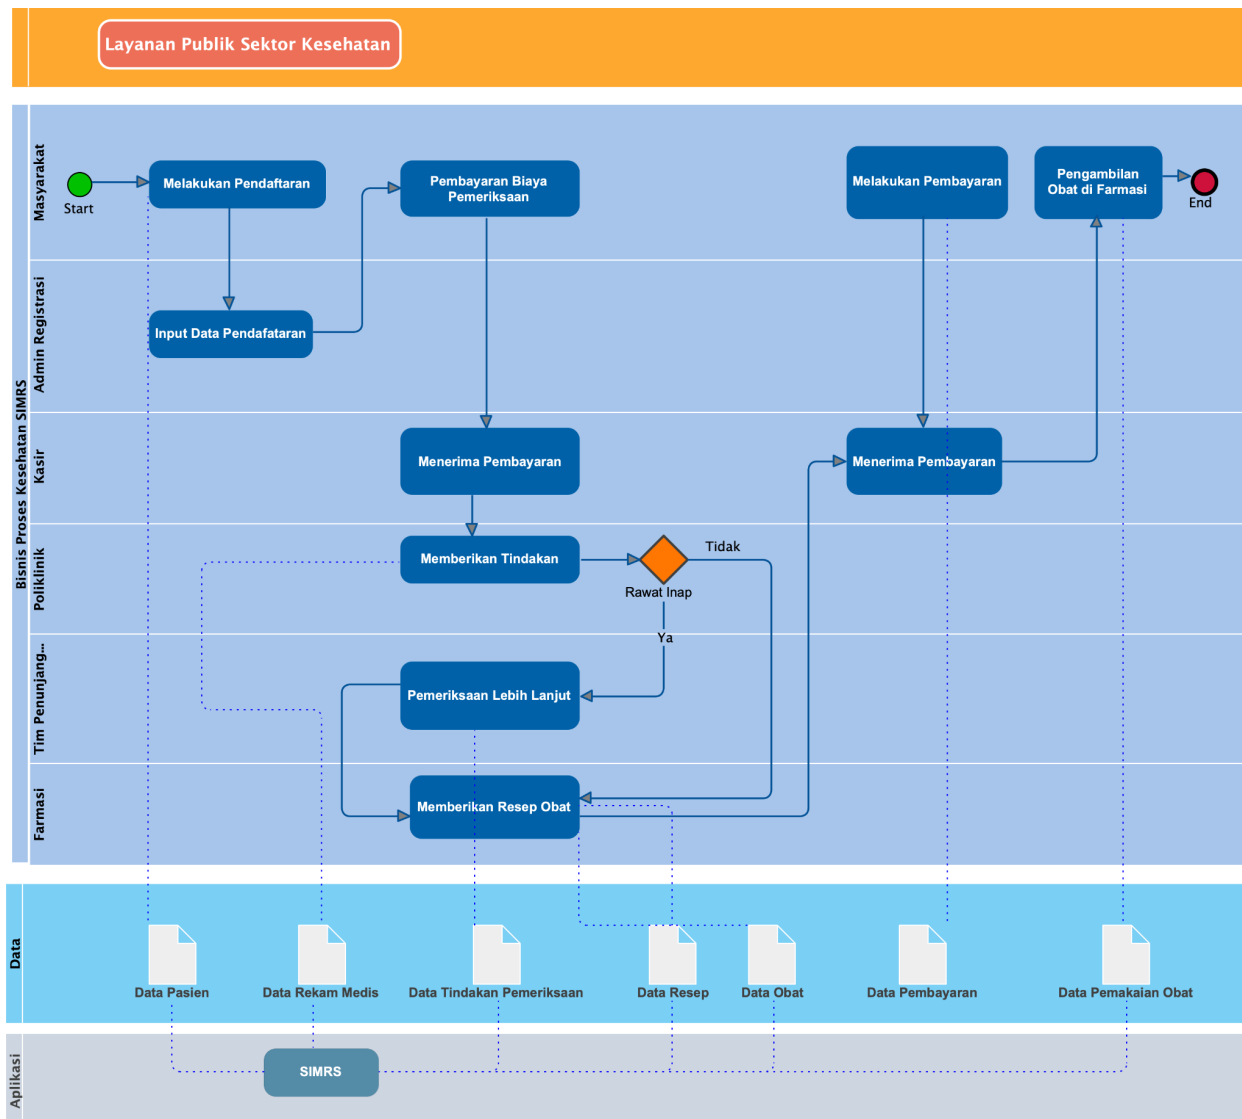 Layanan Publik Sektor Kesehatan
Bisnis Proses Kesehatan SIMRS
Masyarakat
Start
Melakukan Pendaftaran
Pembayaran Biaya
Pemeriksaan
Melakukan Pembayaran
Pengambilan
Obat di Farmasi
End
Admin Registrasi
Input Data Pendafataran
Kasir
Menerima Pembayaran
Menerima Pembayaran
Poliklinik
Memberikan Tindakan
Rawat Inap
Tidak
Ya
Tim Penunjang...
Pemeriksaan Lebih Lanjut
Farmasi
Memberikan Resep Obat
Data
Data Pasien
Data Rekam Medis
Data Tindakan Pemeriksaan
Data Resep
Data Obat
Data Pembayaran
Data Pemakaian Obat
Aplikasi
SIMRS